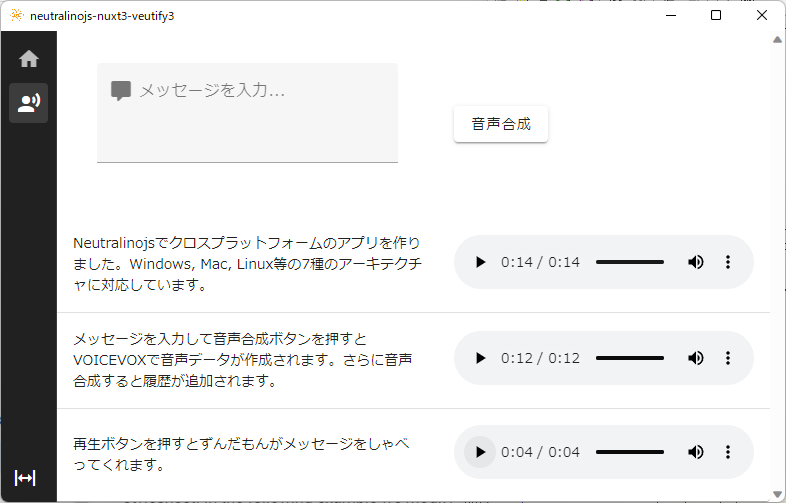 neutralinojs-nuxt3-veutify3
メッセージを入力...
音声合成
Neutralinojsでクロスプラットフォームのアプリを作り
ました。Windows, Mac, Linux等の7種のアーキテクチ
ャに対応しています。
0:14 / 0:14
メッセージを入力して音声合成ボタンを押すと
VOICEVOXで音声データが作成されます。さらに音声
合成すると履歴が追加されます。
0:12 / 0:12
再生ボタンを押すとずんだもんがメッセージをしゃべ
ってくれます。
0:04 / 0:04